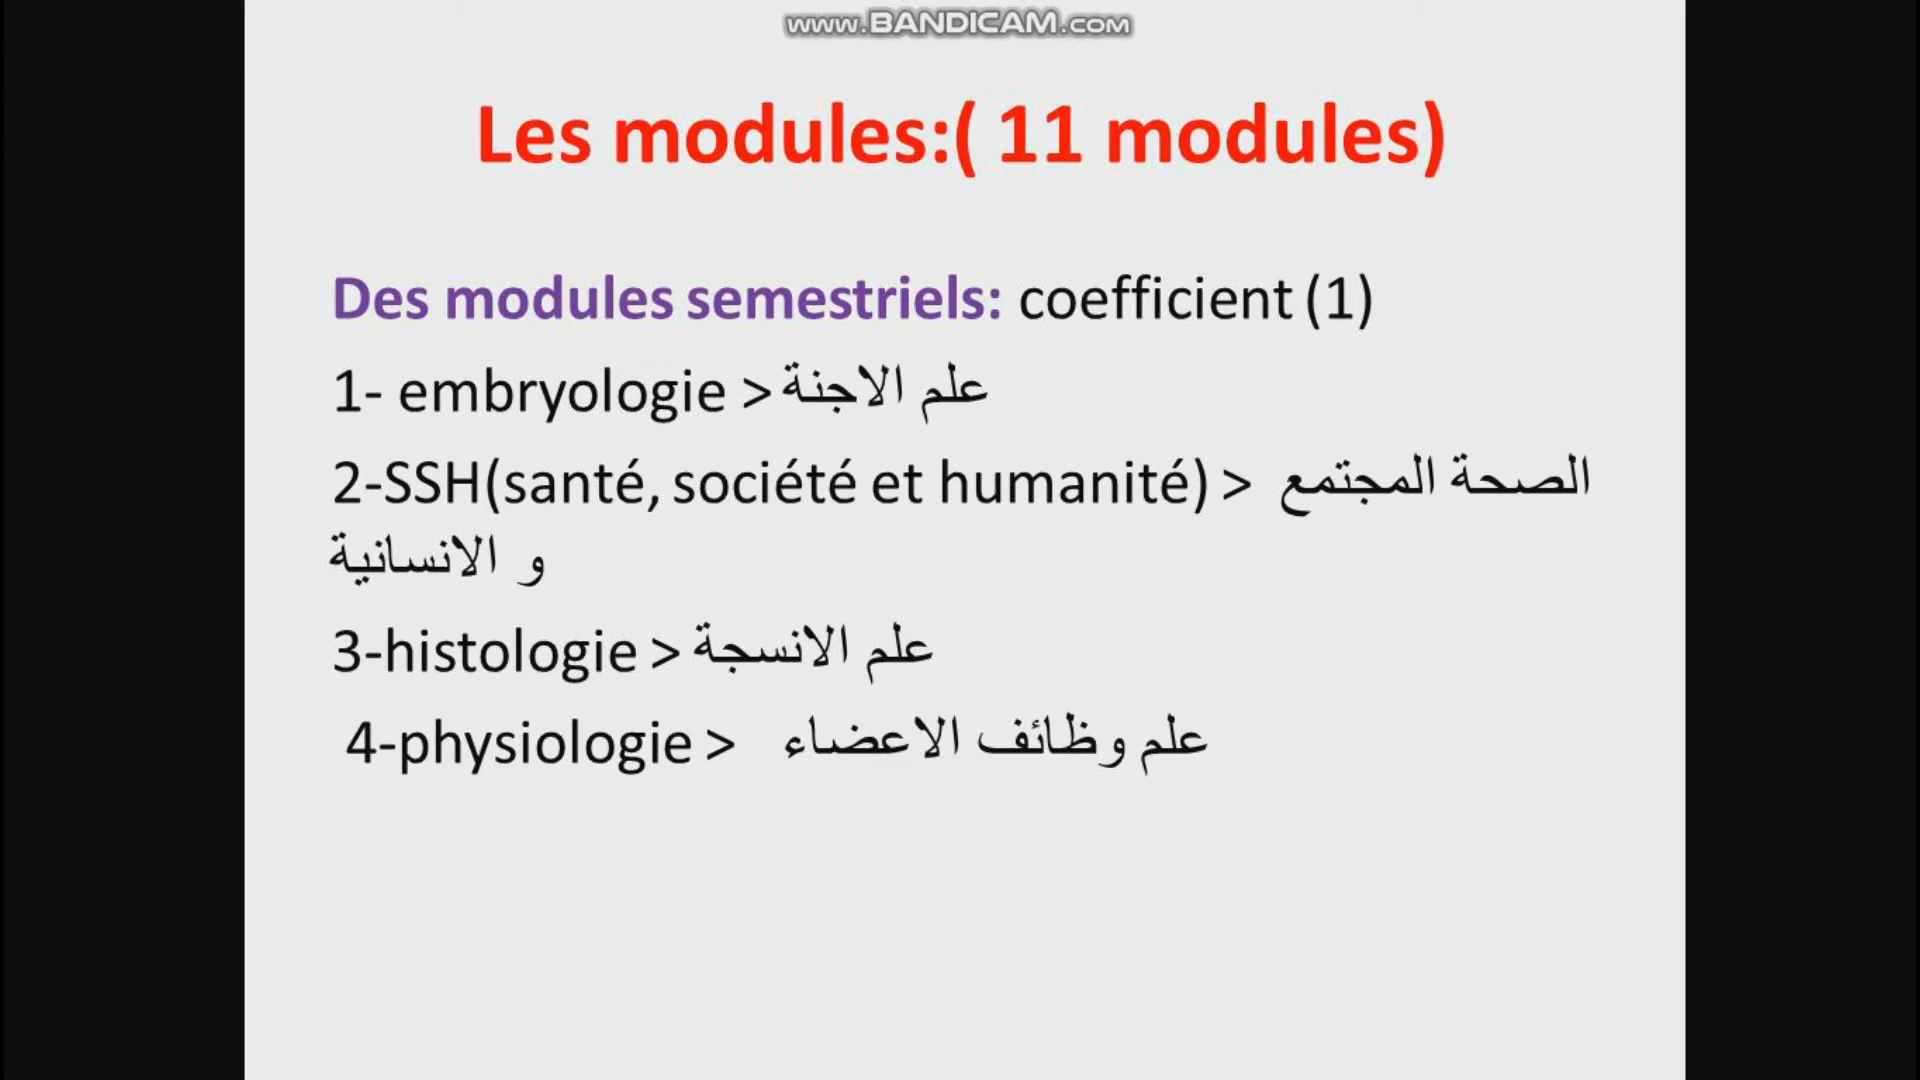 www.BANDICAM.com
Les modules:( 11 modules)
Des modules semestriels: coefficient (1)
1- embryologie > علم الاجنة
2-SSH(santé, société et humanité) > الصحة المجتمع
و الانسانية
3-histologie > علم الانسجة
4-physiologie > علم وظائف الاعضاء